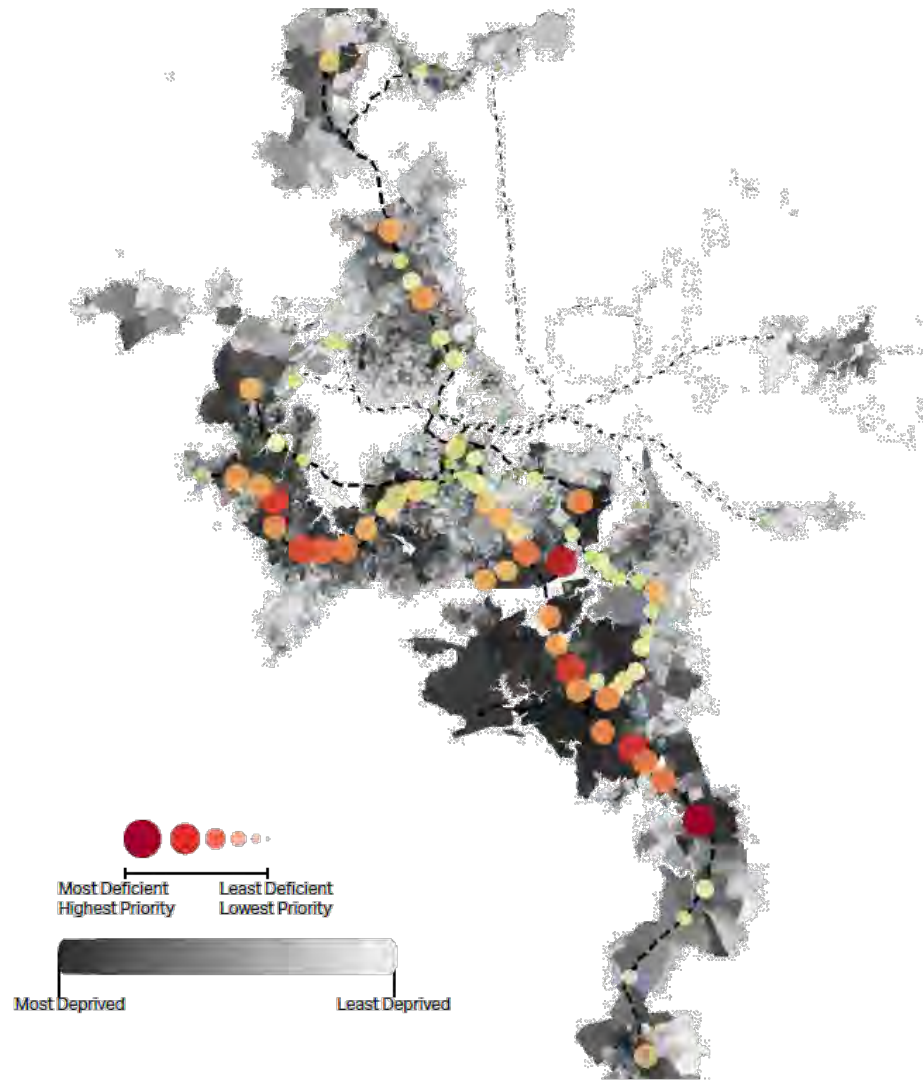 Most Deficient
Highest Priority
Least Deficient
Lowest Priority
Most Deprived
Least Deprived